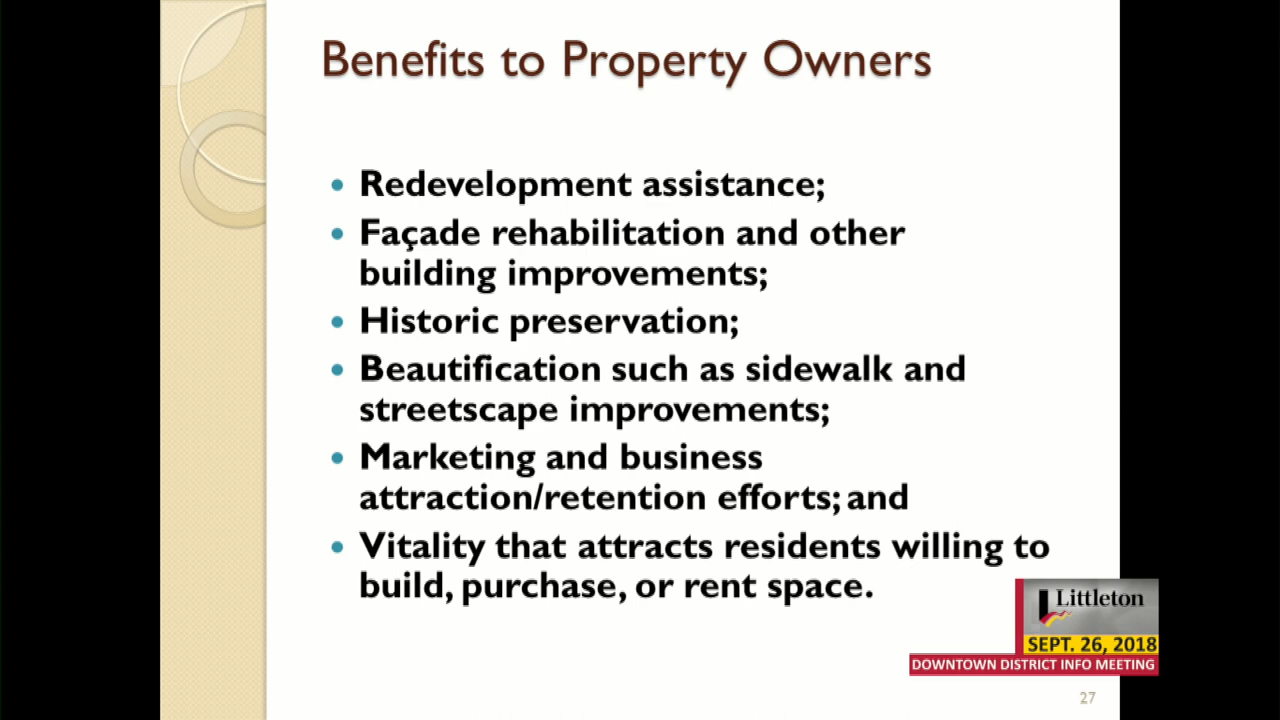 Benefits to Property Owners
• Redevelopment assistance;
• Façade rehabilitation and other
building improvements;
• Historic preservation;
• Beautification such as sidewalk and
streetscape improvements;
• Marketing and business
attraction/retention efforts; and
• Vitality that attracts residents willing to
build, purchase, or rent space.
Littleton
SEPT. 26, 2018
DOWNTOWN DISTRICT INFO MEETING
27